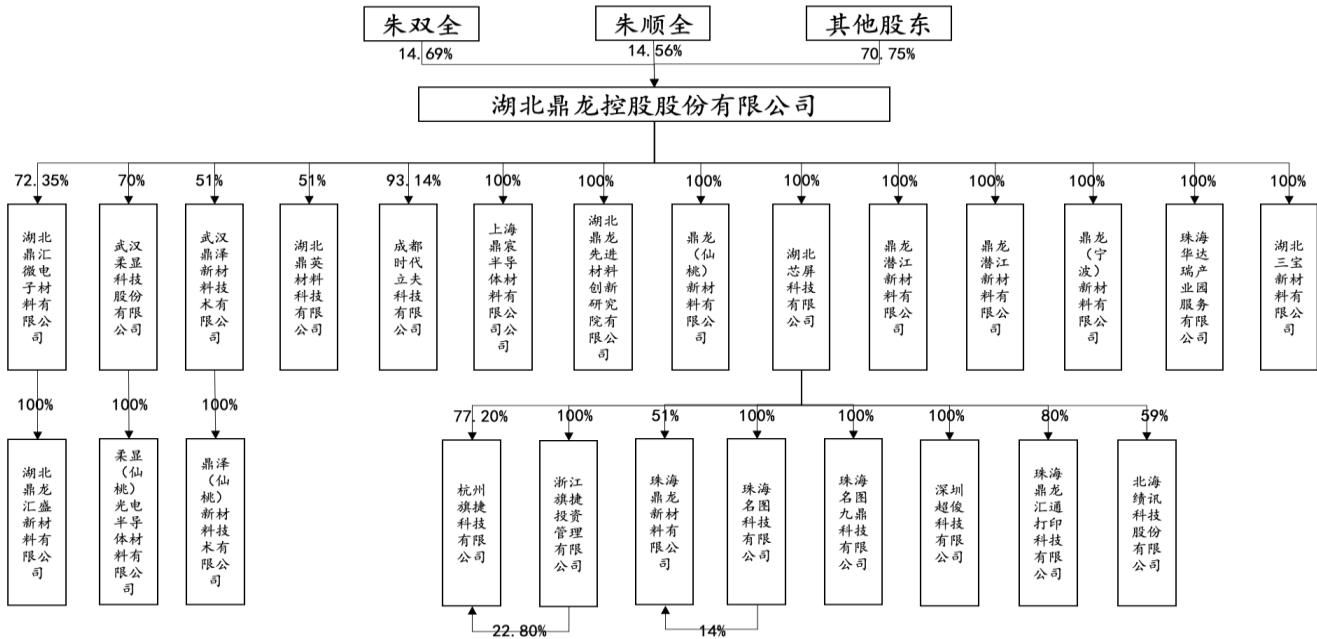 朱双全
朱顺全
其他股东
14.69%
14.56%
70.75%
湖北鼎龙控股股份有限公司
72.35%
70%
51%
51%
93.14%
100%
100%
100%
100%
100%
100%
100%
100%
100%
湖北
鼎汇
微电
子材
料有
限公
司
武汉
柔显
科技
股份
有限
公司
武汉
鼎泽
新材
料技
术有
限公
司
湖北
鼎英
材料
科技
有限
公司
成都
时代
立夫
科技
有限
公司
上海
鼎宸
半导
体材
料有
限公
司公
司
湖北
鼎龙
先进
材料
创新
研究
院有
限公
司
鼎龙
（仙
桃）
新材
料有
限公
司
湖北
芯屏
科技
有限
公司
鼎龙
潜江
新材
料有
限公
司
鼎龙
潜江
新材
料有
限公
司
鼎龙
（宁
波）
新材
料有
限公
司
珠海
华达
瑞产
业园
服务
有限
公司
湖北
三宝
新材
料有
限公
司
100%
100%
100%
77.20%
100%
51%
100%
100%
100%
80%
59%
湖北
鼎龙
汇盛
新材
料有
限公
司
柔显
（仙
桃）
光电
半导
体材
料有
限公
司
鼎泽
（仙
桃）
新材
料技
术有
限公
司
杭州
旗捷
科技
有限
公司
浙江
旗捷
投资
管理
有限
公司
珠海
鼎龙
新材
料有
限公
司
珠海
名图
科技
有限
公司
珠海
名图
九鼎
科技
有限
公司
深圳
超俊
科技
有限
公司
珠海
鼎龙
汇通
打印
科技
有限
公司
北海
绩讯
科技
股份
有限
公司
22.80%
14%